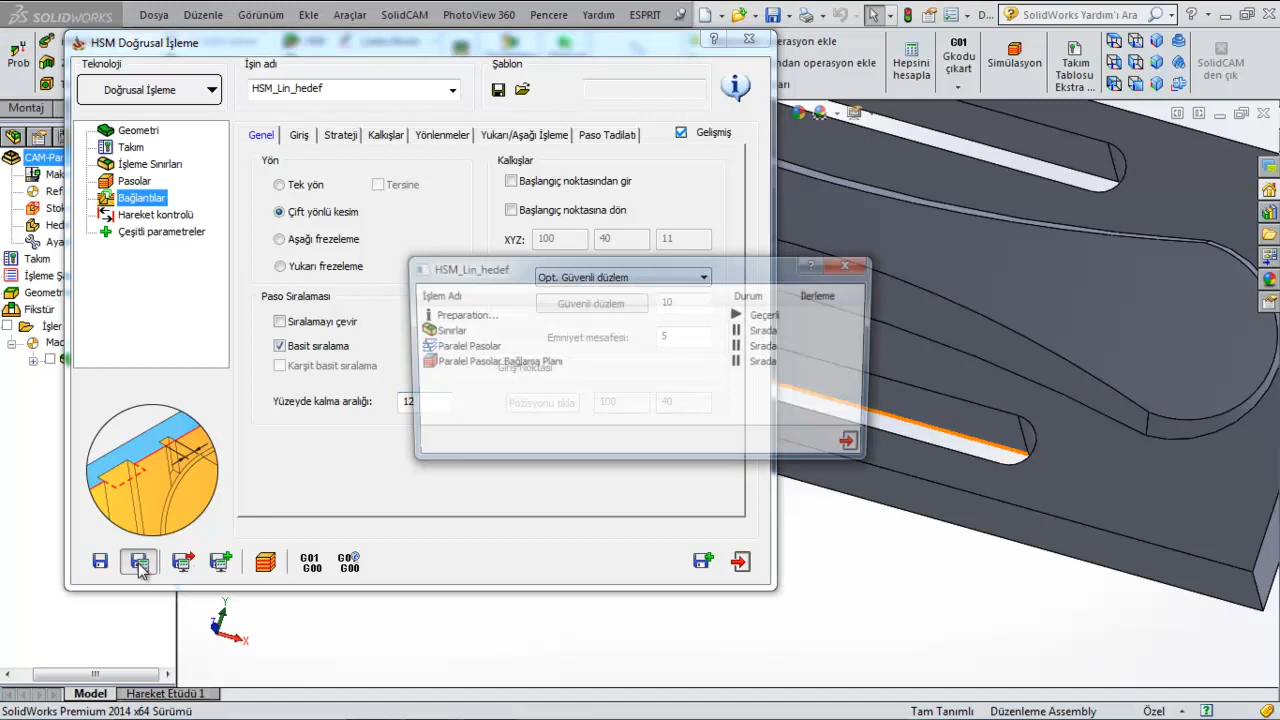 SOLIDWORKS
Dosya Düzenle Görünüm Ekle Araçlar SolidCAM PhotoView 360 Pencere Yardım ESPRIT
D...
SolidWorks Yardım'ı Ara
HSM Doğrusal İşleme
Prob
Teknoloji
Doğrusal İşleme
İşin adı
HSM_Lin_hedef
Şablon
erasyon ekle
ından operasyon ekle
ekle
Hepsini
hesapla
G01
Gkodu
çıkart
Simülasyon
Takım
Tablosu
Ekstra ...
SolidCAM
den çık
Montaj
Geometri
Takım
İşleme Sınırları
Pasolar
Bağlantılar
Hareket kontrolü
Çeşitli parametreler
Genel Giriş Strateji Kalkışlar Yönlenmeler Yukarı/Aşağı İşleme Paso Tadilatı
Gelişmiş
CAM-Par
Mak
Ref
Stok
Hed
Aya
Takım
İşleme Ş
Geometr
Fikstür
İşler
Mac
Yön
Tek yön
Tersine
Çift yönlü kesim
Aşağı frezeleme
Yukarı frezeleme
Paso Sıralaması
Sıralamayı çevir
Basit sıralama
Karşit basit sıralama
Yüzeyde kalma aralığı: 12
Kalkışlar
Başlangıç noktasından gir
Başlangıç noktasına dön
XYZ: 100 40 11
HSM_Lin_hedef
Opt. Güvenli düzlem
Güvenli düzlem 10
Emniyet mesafesi: 5
Giriş Noktası
Pozisyonu tıkla 100 40
İşlem Adı Durum İlerleme
Preparation... Geçerli
Sınırlar Sırada
Paralel Pasolar Sırada
Paralel Pasolar Bağlama Planı Sırada
G01
G00
G0
G00
Y
X
Model Hareket Etüdü 1
SolidWorks Premium 2014 x64 Sürümü
Tam Tanımlı Düzenleme Assembly Özel